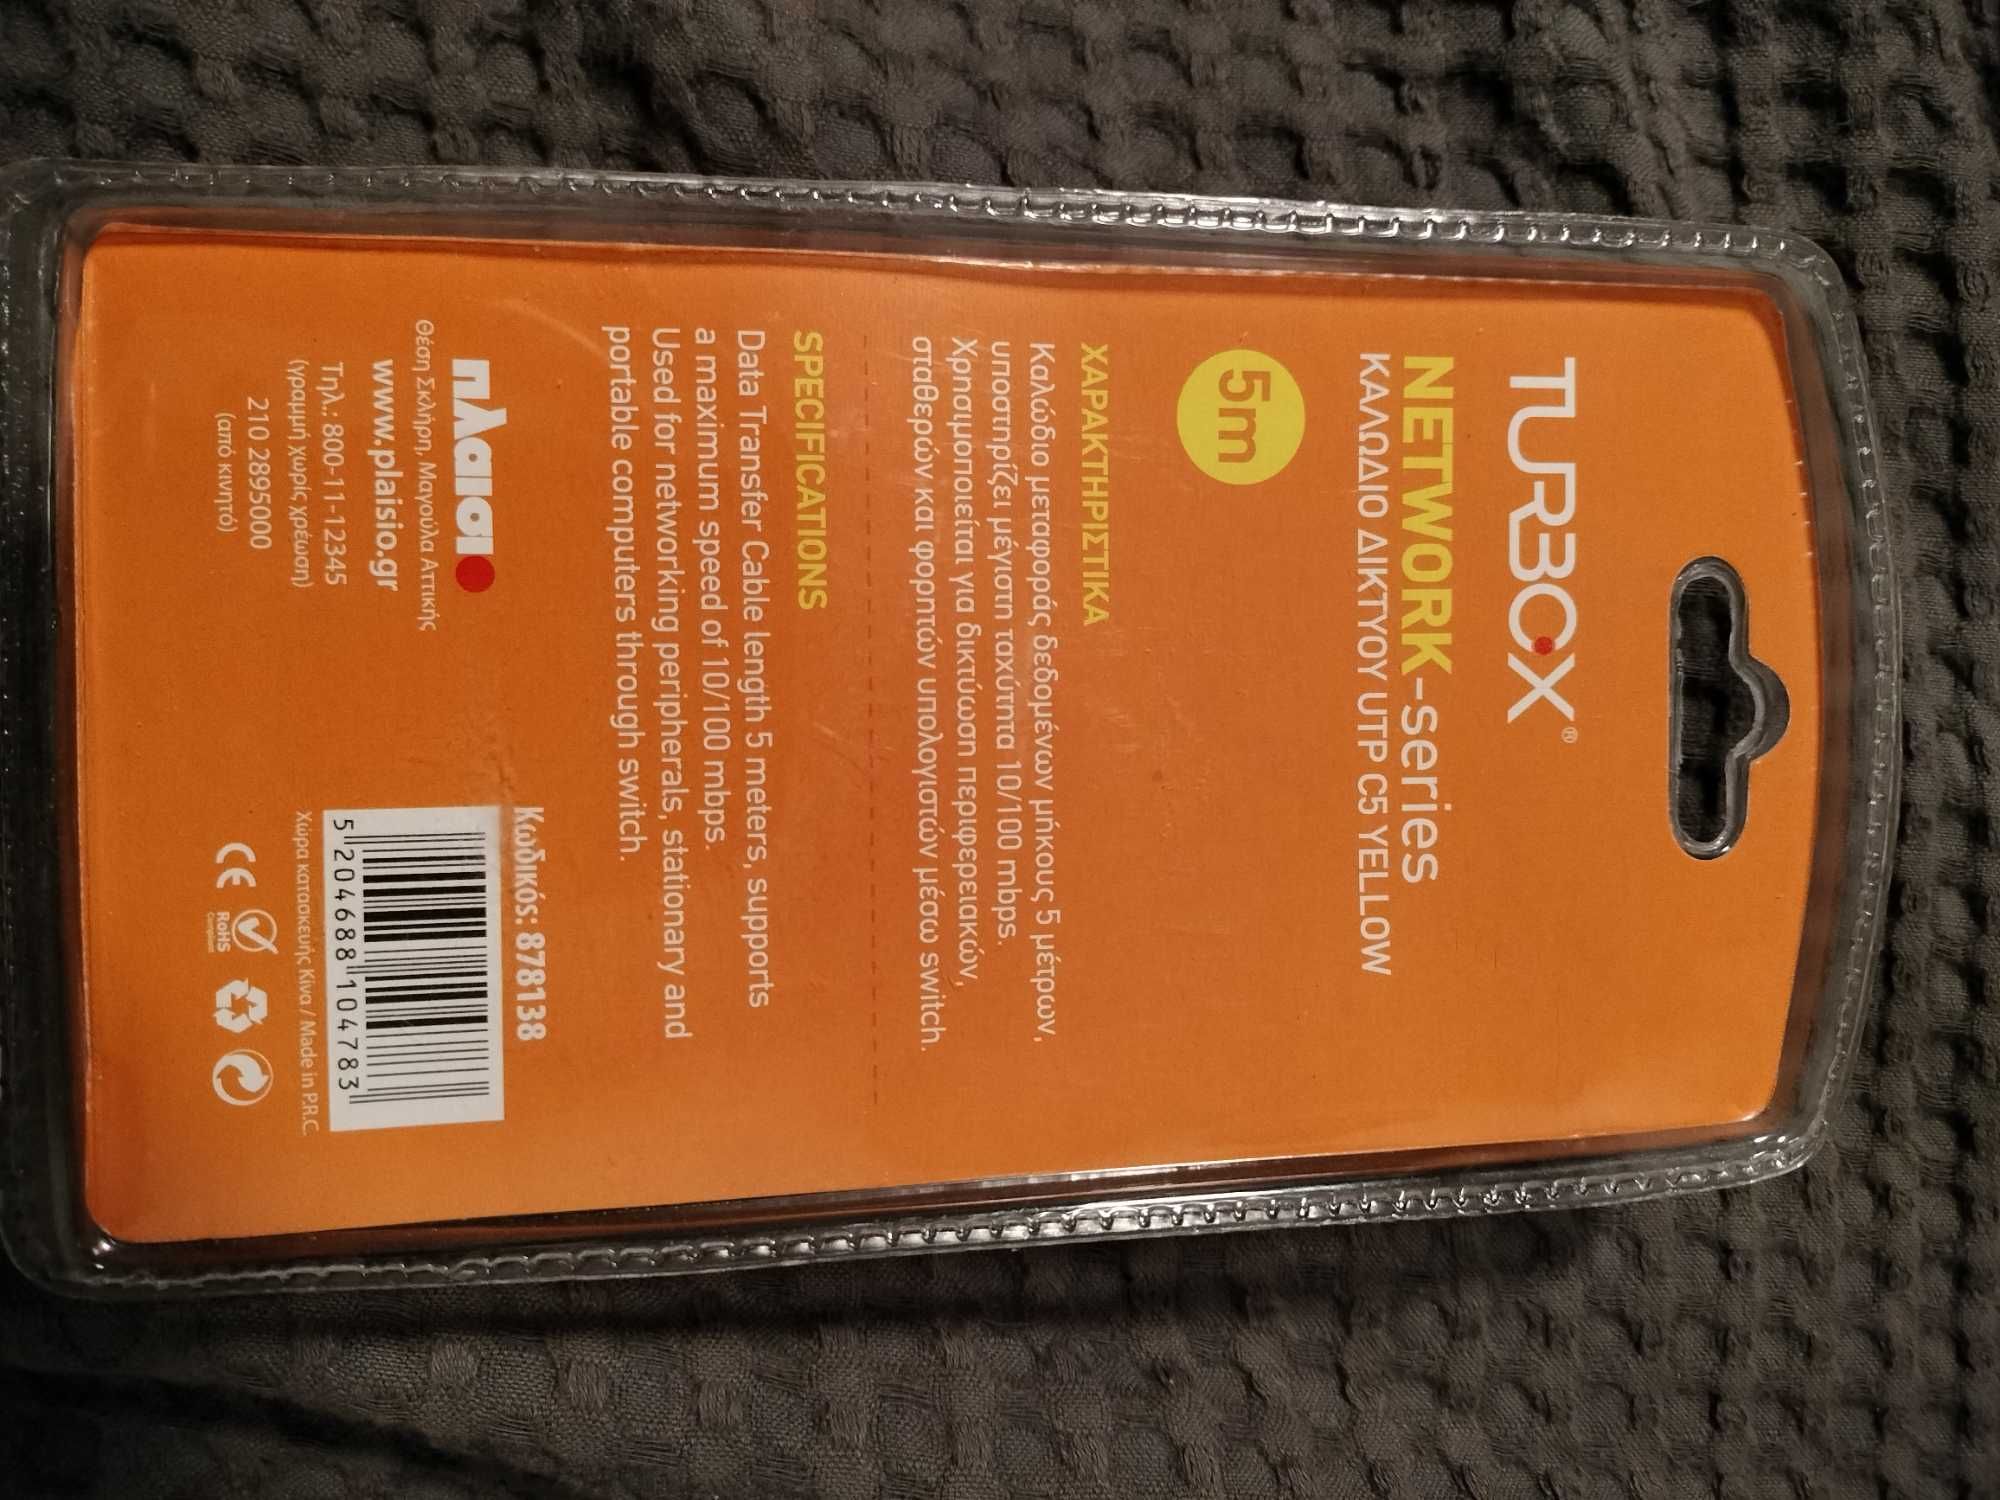 TURBOX®
NETWORK-series
ΚΑΛΩΔΙΟ ΔΙΚΤΥΟΥ UTP C5 YELLOW
5m
ΧΑΡΑΚΤΗΡΙΣΤΙΚΑ
Καλώδιο μεταφοράς δεδομένων μήκους 5 μέτρων,
υποστηρίζει μέγιστη ταχύτητα 10/100 mbps.
Χρησιμοποιείται για δικτύωση περιφερειακών,
σταθερών και φορητών υπολογιστών μέσω switch.
SPECIFICATIONS
Data Transfer Cable length 5 meters, supports
a maximum speed of 10/100 mbps.
Used for networking peripherals, stationary and
portable computers through switch.
πλαισιο
Θέση Σκλήρη, Μαγούλα Αττικής
www.plaisio.gr
Τηλ.: 800-11-12345
(γραμμή χωρίς χρέωση)
210 2895000
(από κινητό)
Κωδικός: 878138
5 204688 104783
Χώρα κατασκευής Κίνα / Made in P.R.C.
CE
RoHS
Compliant